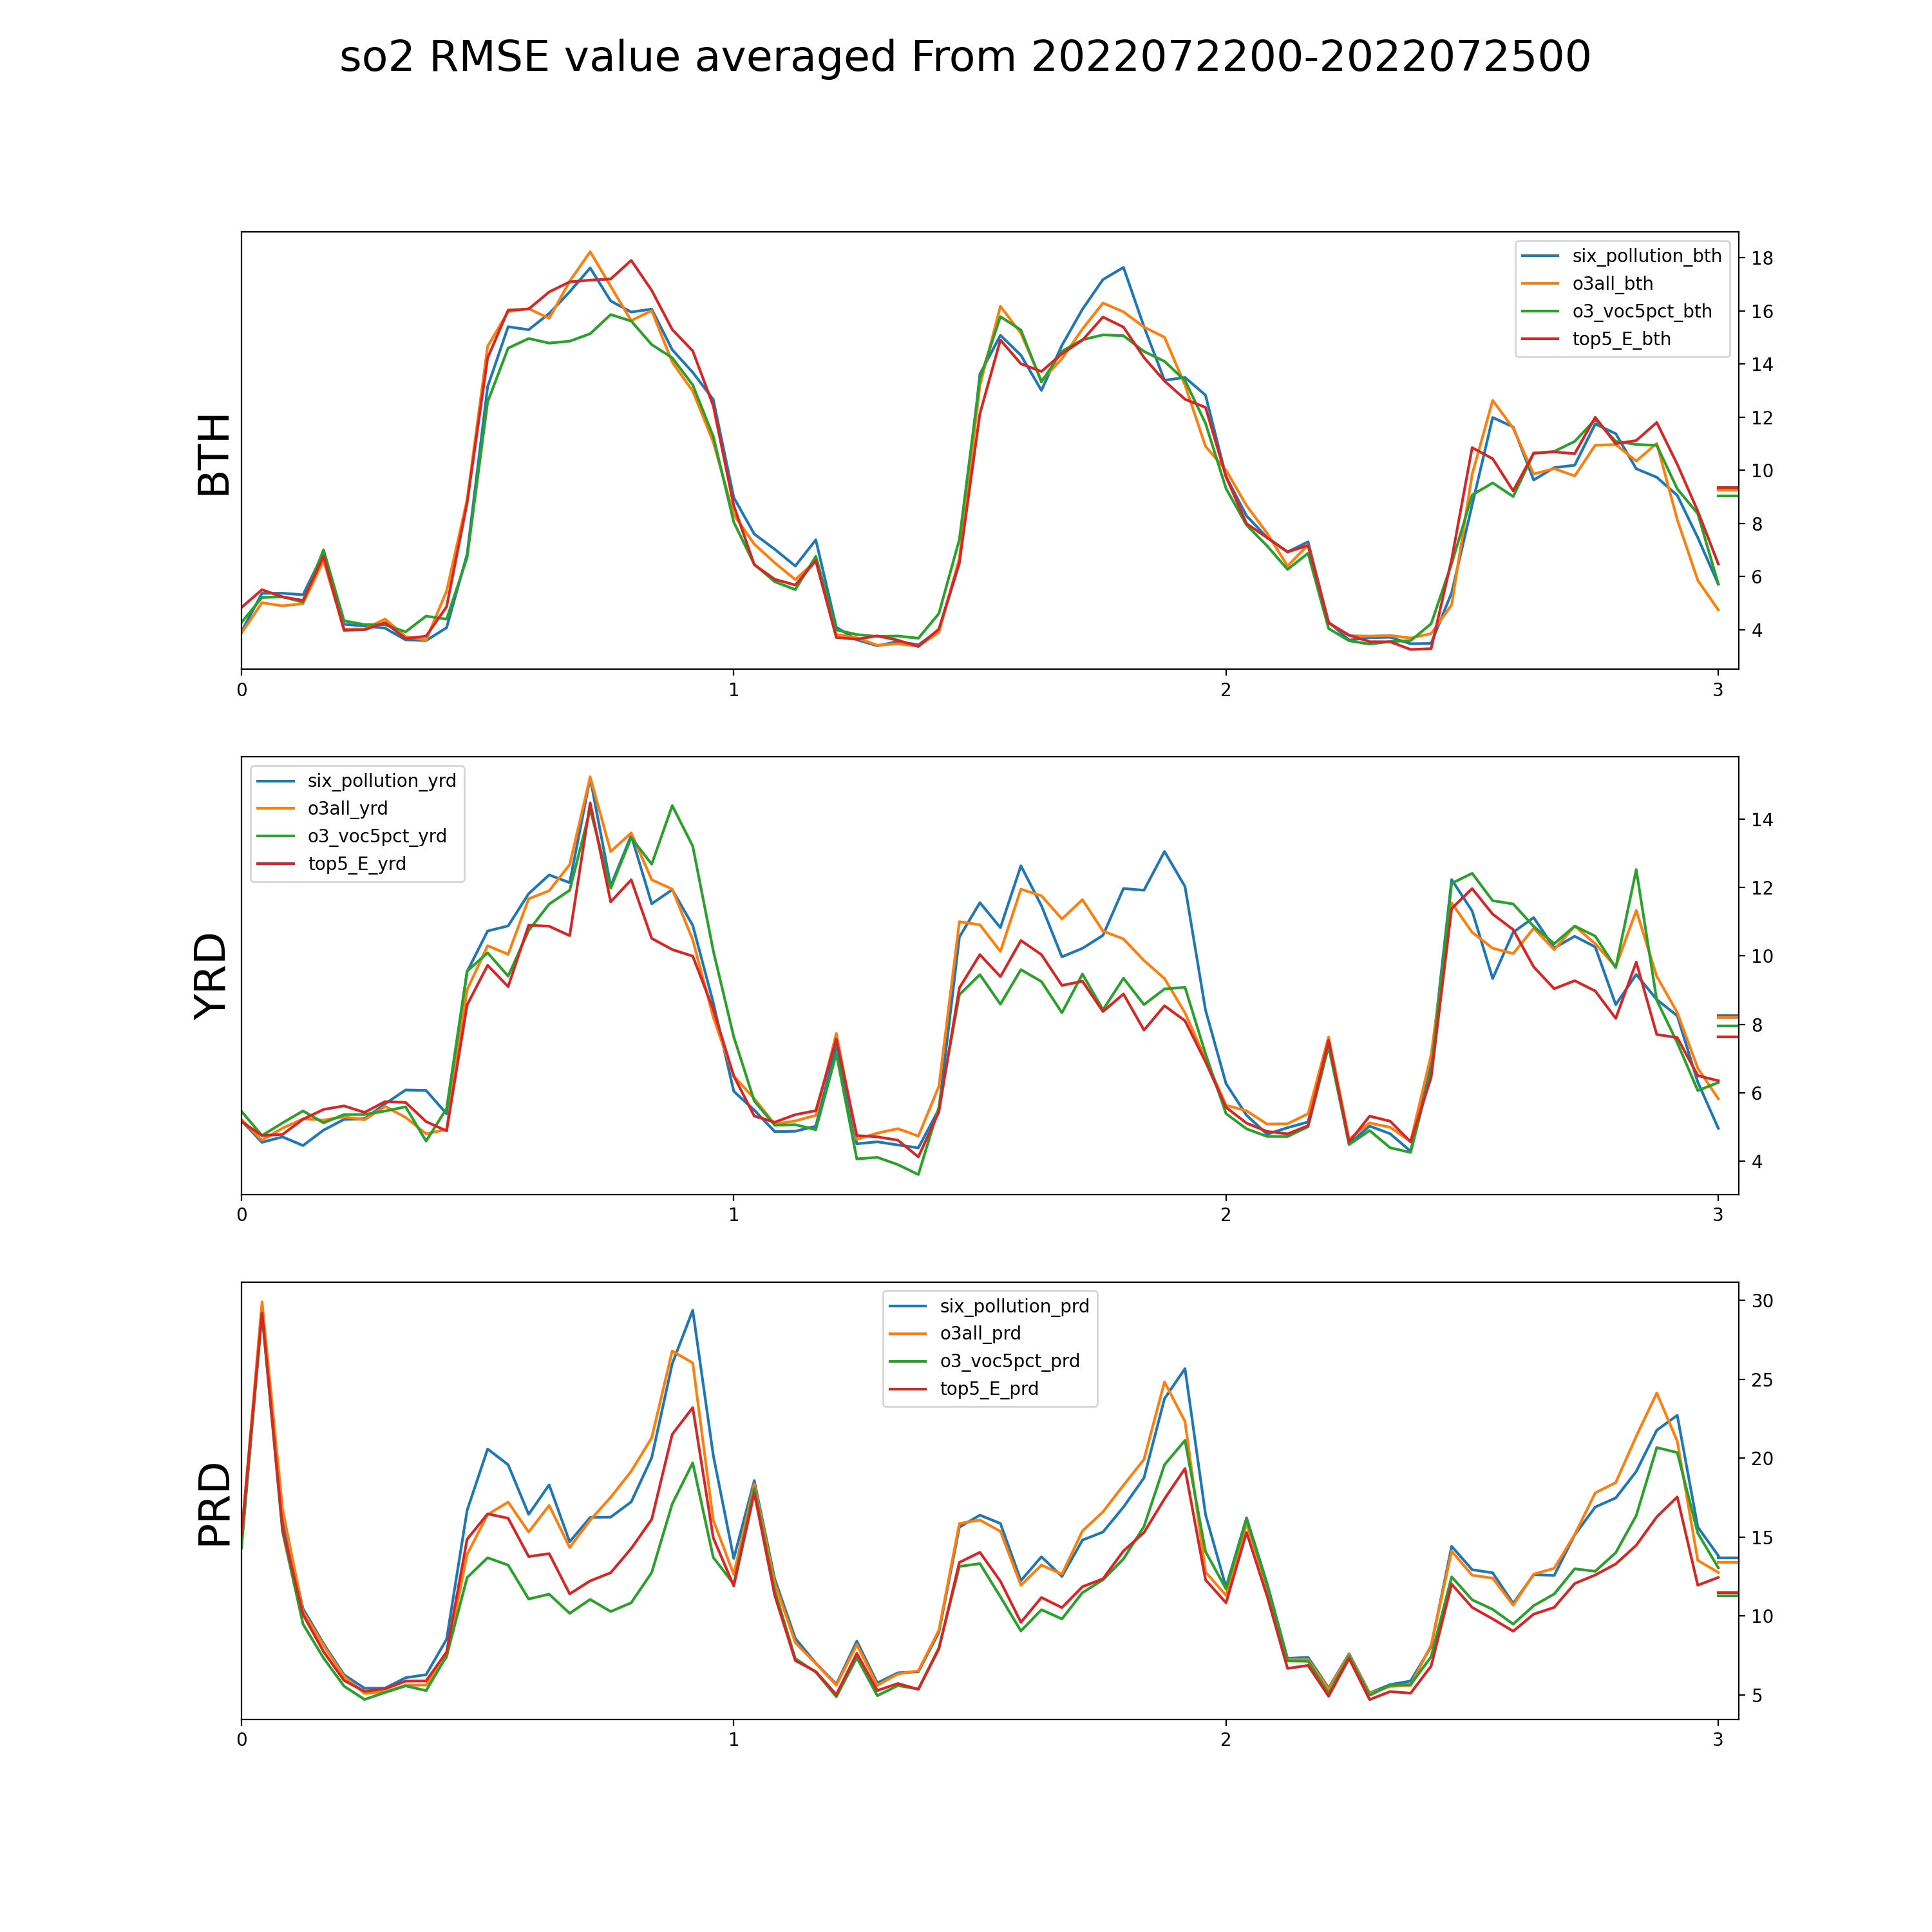 so2 RMSE value averaged From 2022072200-2022072500
BTH
six_pollution_bth
o3all_bth
o3_voc5pct_bth
top5_E_bth
18
16
14
12
10
8
6
4
0 1 2 3
YRD
six_pollution_yrd
o3all_yrd
o3_voc5pct_yrd
top5_E_yrd
14
12
10
8
6
4
0 1 2 3
PRD
six_pollution_prd
o3all_prd
o3_voc5pct_prd
top5_E_prd
30
25
20
15
10
5
0 1 2 3